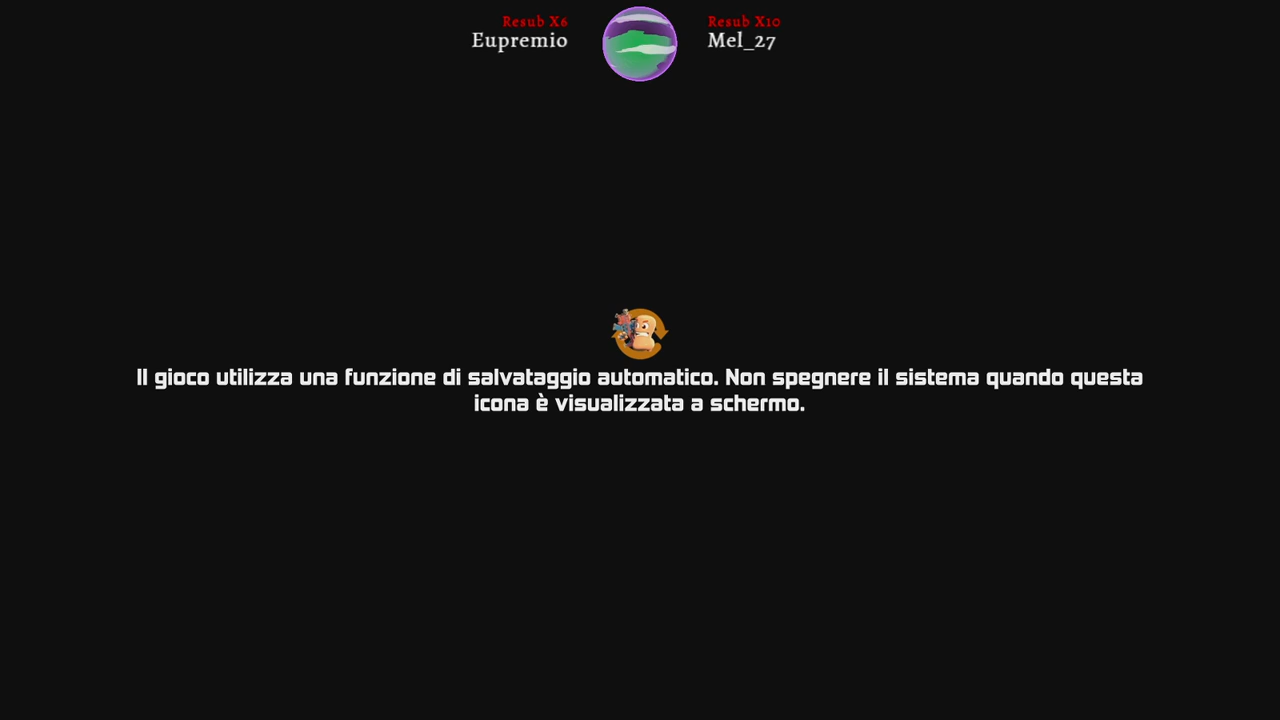 Resub X6
Eupremio
Resub X10
Mel_27
Il gioco utilizza una funzione di salvataggio automatico. Non spegnere il sistema quando questa
icona è visualizzata a schermo.